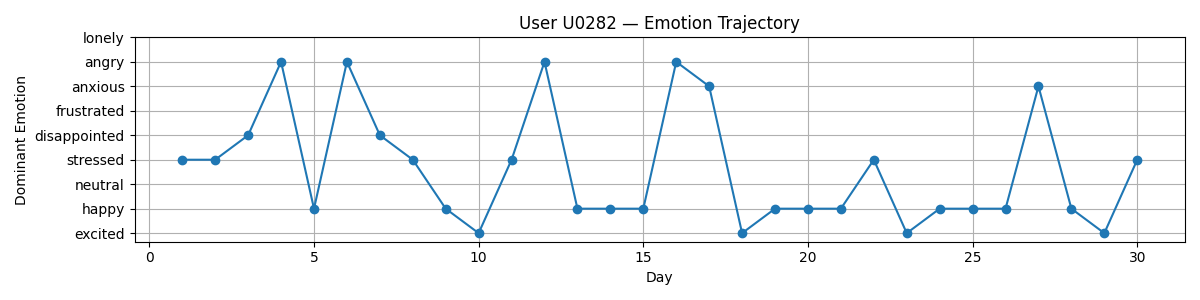 User U0282 — Emotion Trajectory
Dominant Emotion
lonely
angry
anxious
frustrated
disappointed
stressed
neutral
happy
excited
0 5 10 15 20 25 30
Day